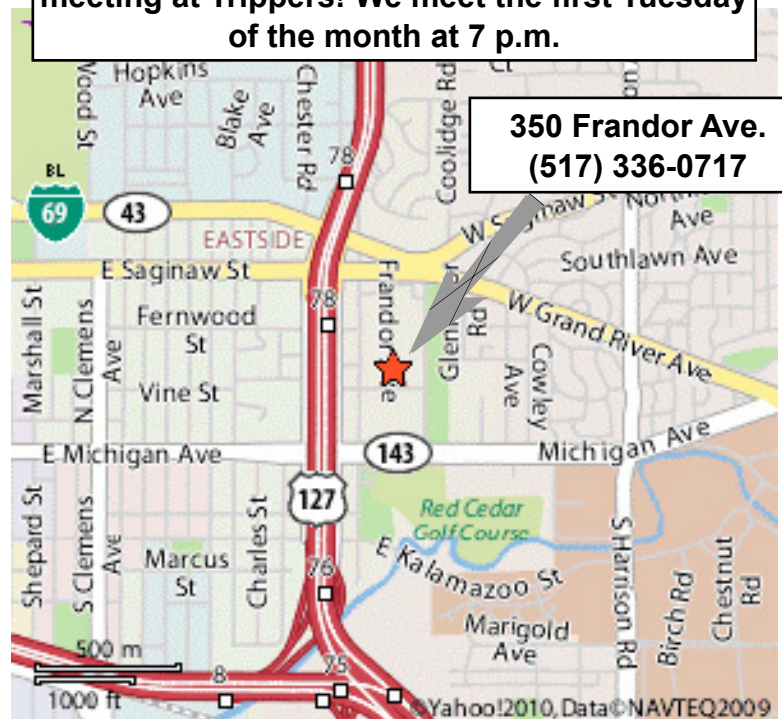 meeting at Trippers! We meet the first Tuesday
of the month at 7 p.m.
350 Frandor Ave.
(517) 336-0717
Wood St
Hopkins
Ave
Blake
Ave
Chester Rd
Coolidge Rd
Ct
78
BL
69
43
EASTSIDE
W Saginaw St
Ave
Southlawn Ave
E Saginaw St
Frandor
78
Fernwood
St
Rd
W Grand River Ave
Marshall St
N Clemens
Ave
Vine St
Cowley
Ave
E Michigan Ave
143
Michigan Ave
127
Red Cedar
Golf Course
Shepard St
S Clemens
Ave
Marcus
St
Charles St
76
E Kalamazoo St
S Harrison Rd
Birch Rd
Chestnut
Rd
Marigold
Ave
500 m
1000 ft
8
75
©Yahoo!2010, Data©NAVTEQ2009